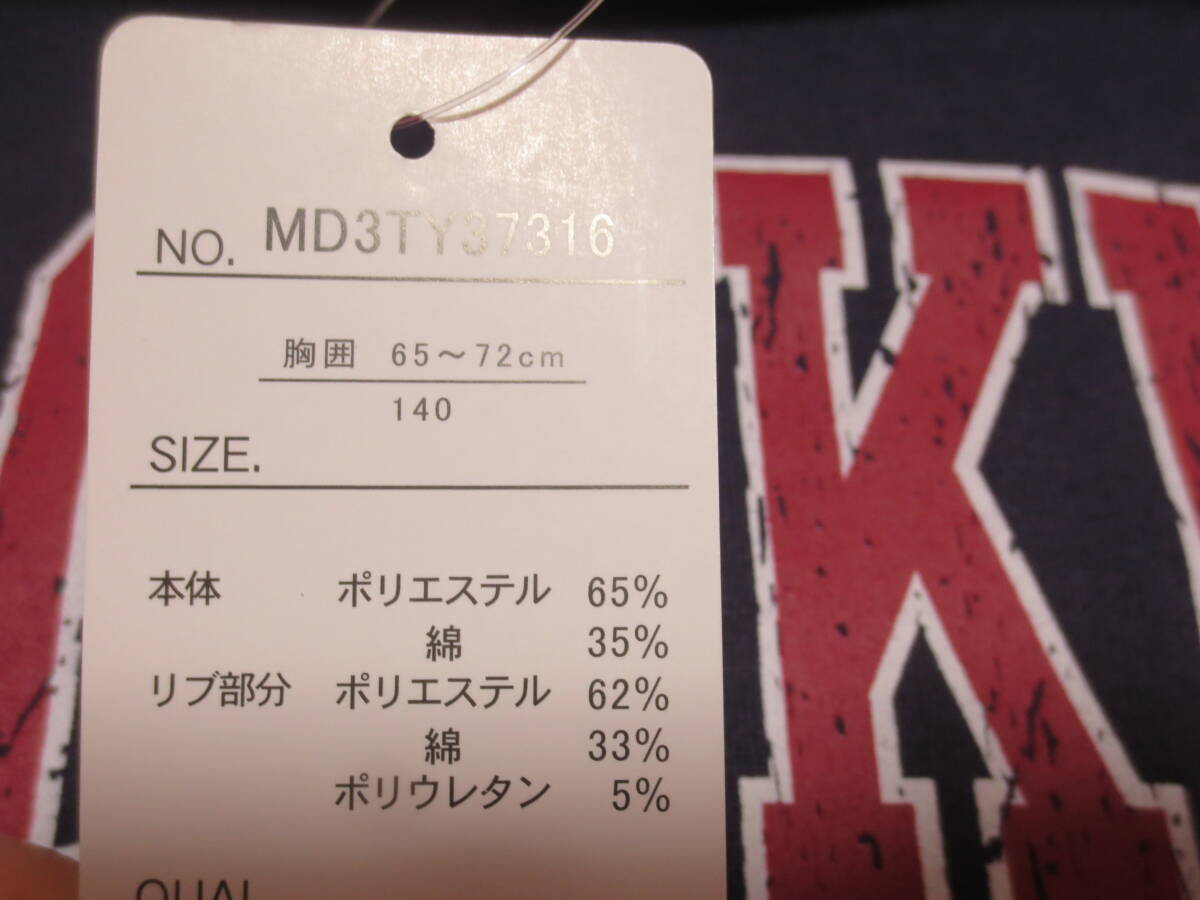 NO. MD3TY37316
胸囲 65～72cm
140
SIZE.
本体 ポリエステル 65%
綿 35%
リブ部分 ポリエステル 62%
綿 33%
ポリウレタン 5%
QUAL
K